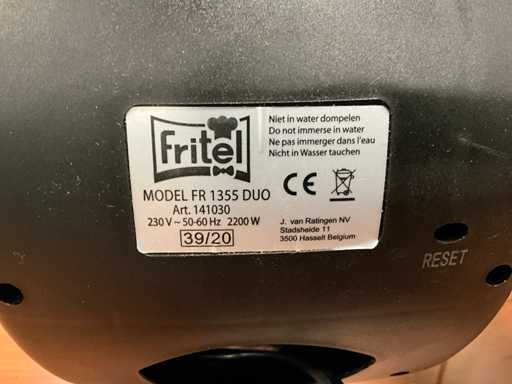 Fritel
MODEL FR 1355 DUO
Art. 141030
230 V ~ 50-60 Hz 2200 W
39/20
Niet in water dompelen
Do not immerse in water
Ne pas immerger dans l'eau
Nicht in Wasser tauchen
CE
J. van Ratingen NV
Stadsheide 11
3500 Hasselt Belgium
RESET